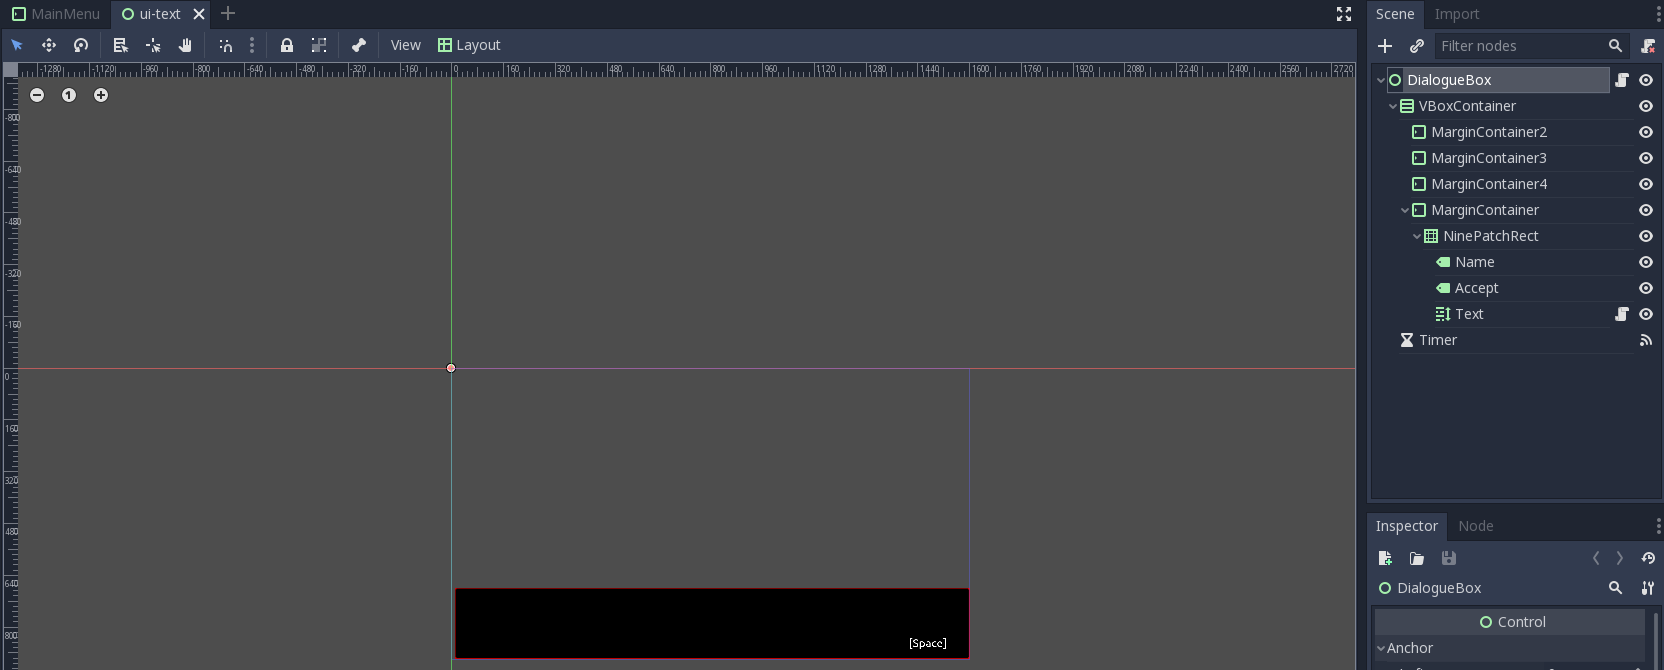 MainMenu
ui-text
View
Layout
-1280 -1120 -960 -800 -640 -480 -320 -160 0 160 320 480 640 800 960 1120 1280 1440 1600 1760 1920 2080 2240 2400 2560 2720
1
-800
-640
-480
-320
-160
0
160
320
480
640
800
[Space]
Scene
Import
Filter nodes
DialogueBox
VBoxContainer
MarginContainer2
MarginContainer3
MarginContainer4
MarginContainer
NinePatchRect
Name
Accept
Text
Timer
Inspector
Node
DialogueBox
Control
Anchor